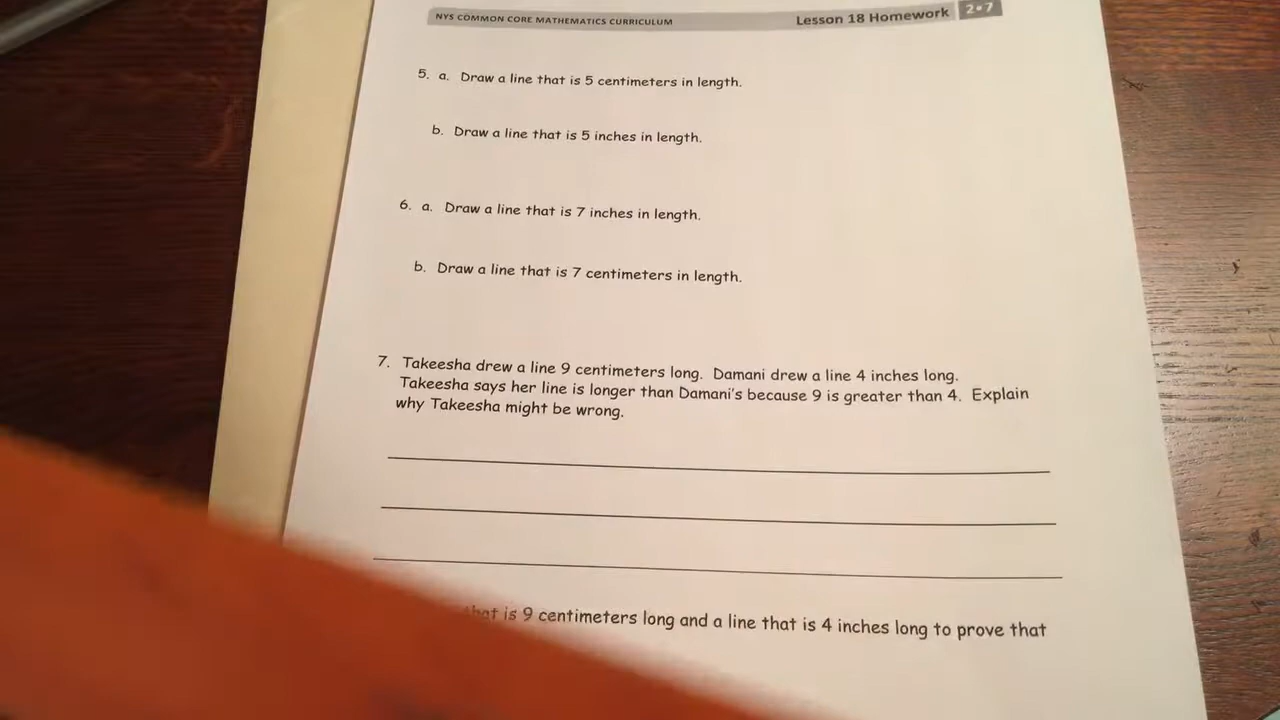 NYS COMMON CORE MATHEMATICS CURRICULUM Lesson 18 Homework 2•7
5. a. Draw a line that is 5 centimeters in length.
b. Draw a line that is 5 inches in length.
6. a. Draw a line that is 7 inches in length.
b. Draw a line that is 7 centimeters in length.
7. Takeesha drew a line 9 centimeters long. Damani drew a line 4 inches long.
Takeesha says her line is longer than Damani's because 9 is greater than 4. Explain
why Takeesha might be wrong.
that is 9 centimeters long and a line that is 4 inches long to prove that